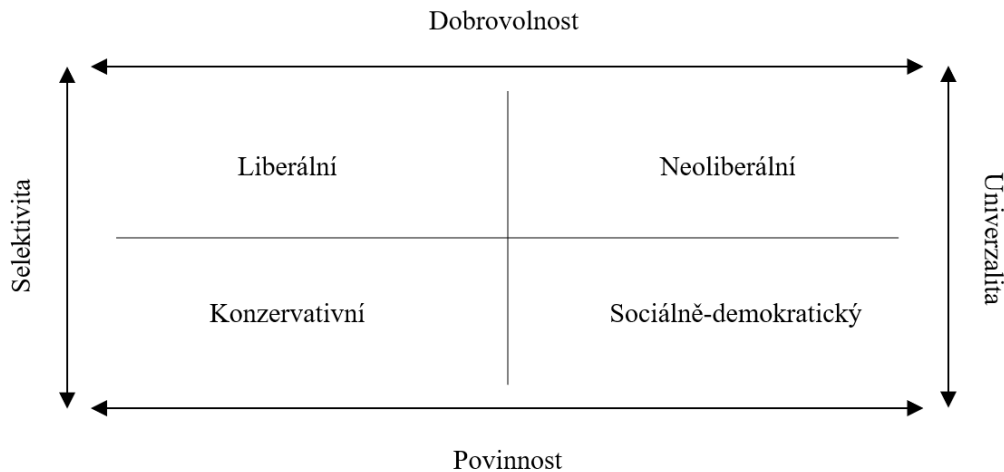 Dobrovolnost
Liberální
Neoliberální
Selektivita
Univerzalita
Konzervativní
Sociálně-demokratický
Povinnost